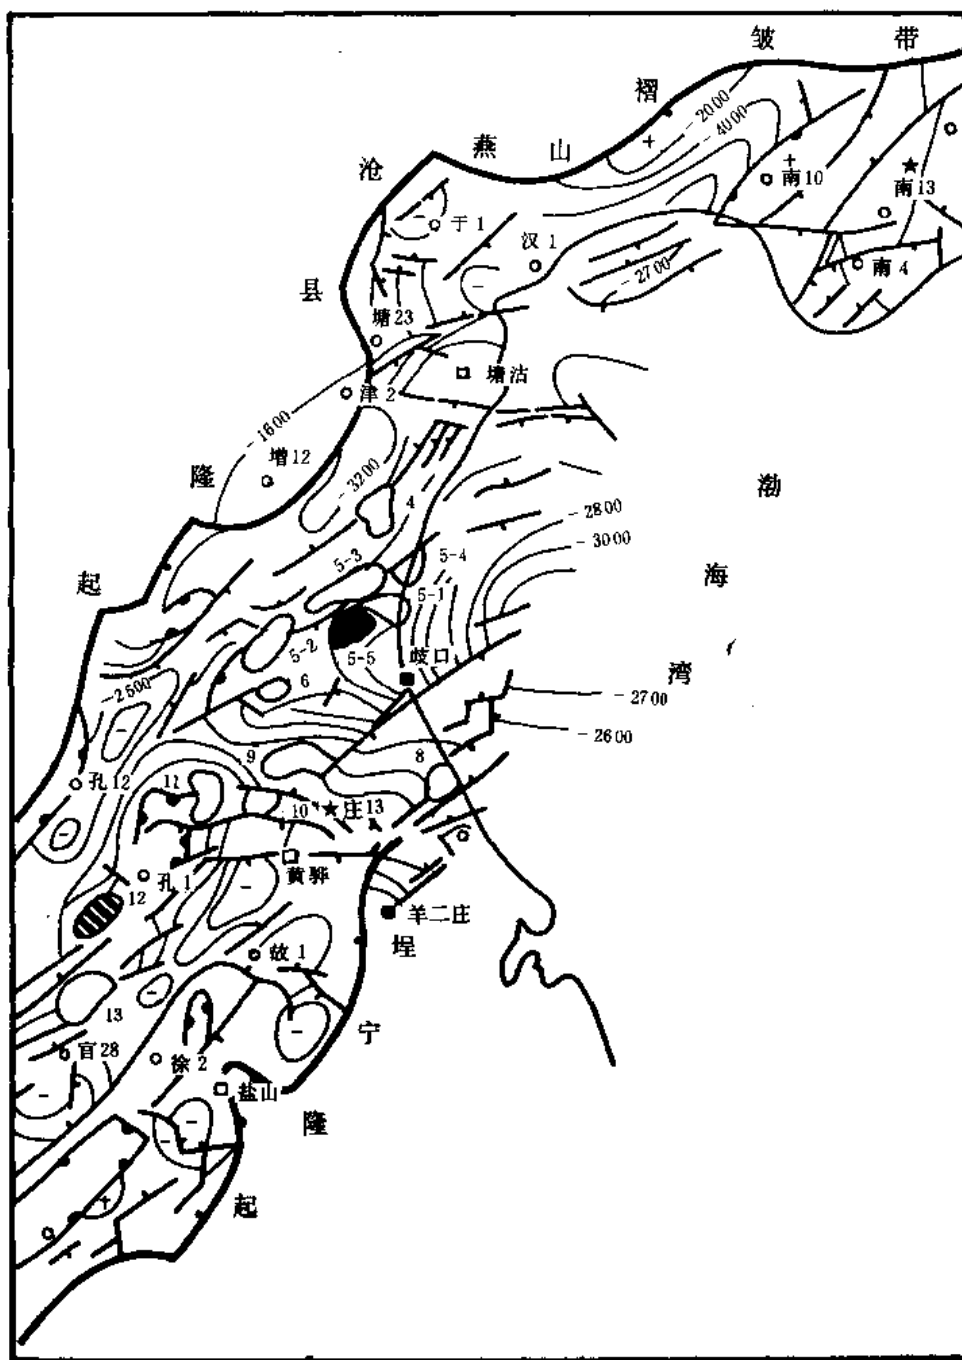 皱 带
褶
燕 山
沧
县
隆
起
-2000
-4000
南10
南13
南4
干1
汉1
-2700
塘23
塘沽
津2
-1600
增12
-3200
4
渤
海
湾
-2800
-3000
5-3
5-4
5-1
5-2
5-5
歧口
6
-2500
-2700
-2600
9
8
孔12
11
10
庄13
黄骅
孔1
12
羊二庄
埕
宁
隆
起
13
官28
徐2
盐山